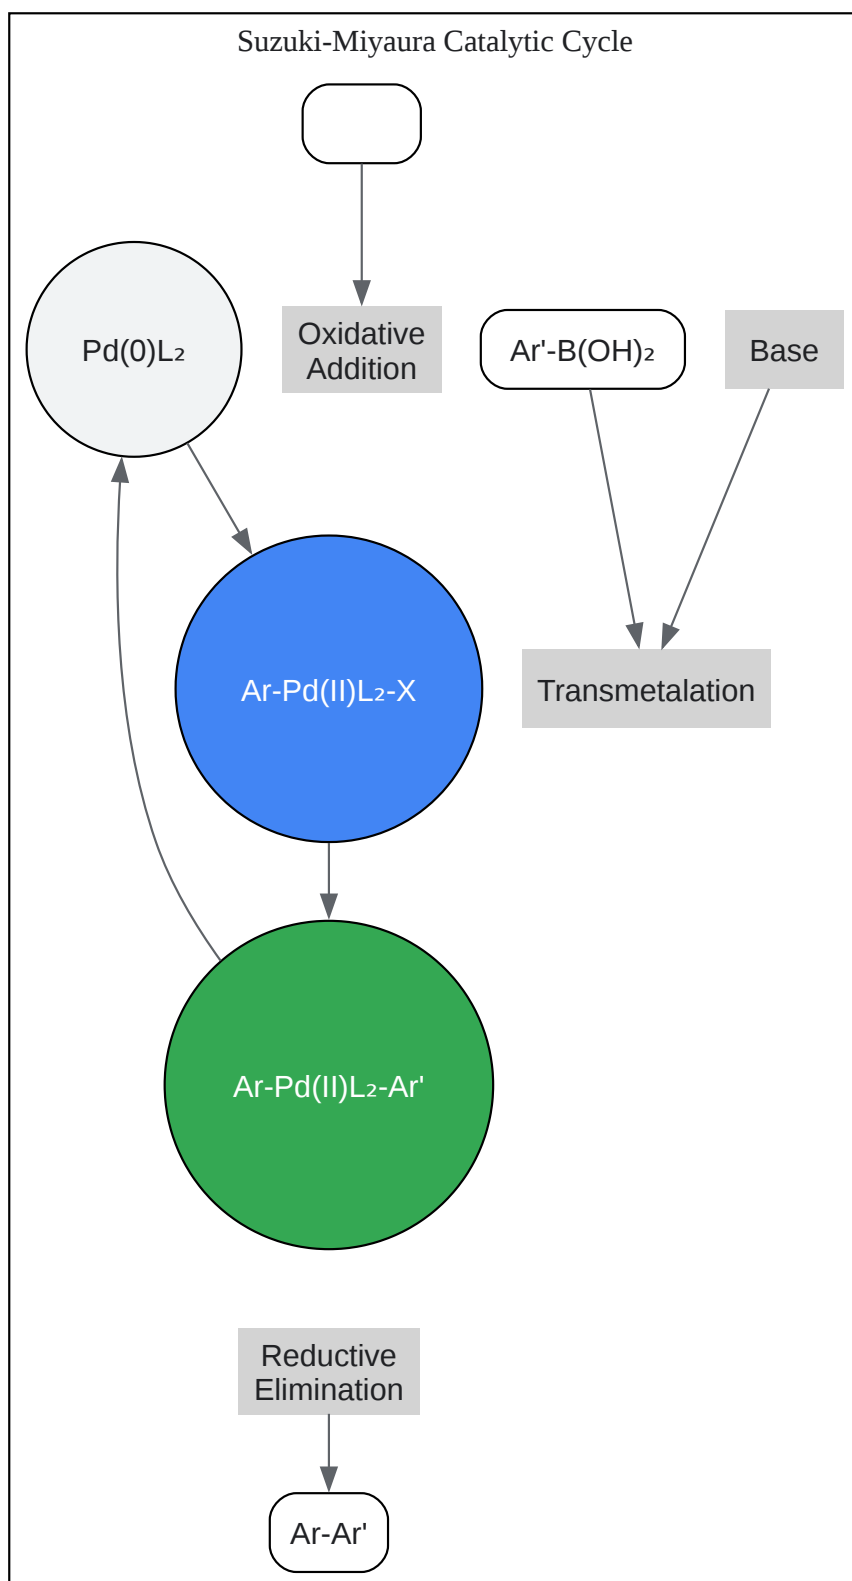 Suzuki-Miyaura Catalytic Cycle
Oxidative
Addition
Pd(0)L₂
Ar'-B(OH)₂
Base
Ar-Pd(II)L₂-X
Transmetalation
Ar-Pd(II)L₂-Ar'
Reductive
Elimination
Ar-Ar'